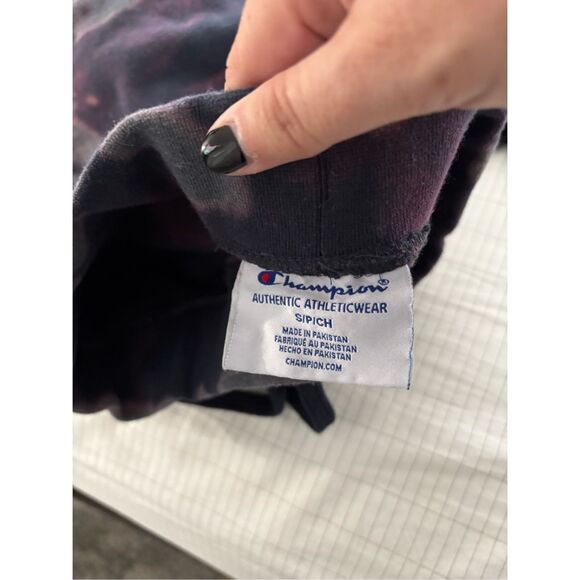 Champion®
AUTHENTIC ATHLETICWEAR
S/P/CH
MADE IN PAKISTAN
FABRIQUÉ AU PAKISTAN
HECHO EN PAKISTAN
CHAMPION.COM